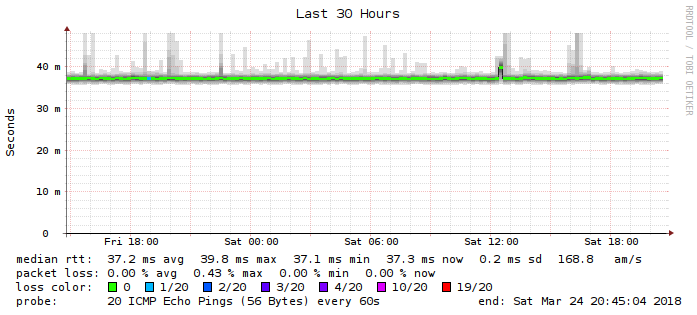 Last 30 Hours
RRDTOOL / TOBI OETIKER
Seconds
40 m
30 m
20 m
10 m
0
Fri 18:00 Sat 00:00 Sat 06:00 Sat 12:00 Sat 18:00
median rtt: 37.2 ms avg 39.8 ms max 37.1 ms min 37.3 ms now 0.2 ms sd 168.8 am/s
packet loss: 0.00 % avg 0.43 % max 0.00 % min 0.00 % now
loss color: 0 1/20 2/20 3/20 4/20 10/20 19/20
probe: 20 ICMP Echo Pings (56 Bytes) every 60s end: Sat Mar 24 20:45:04 2018